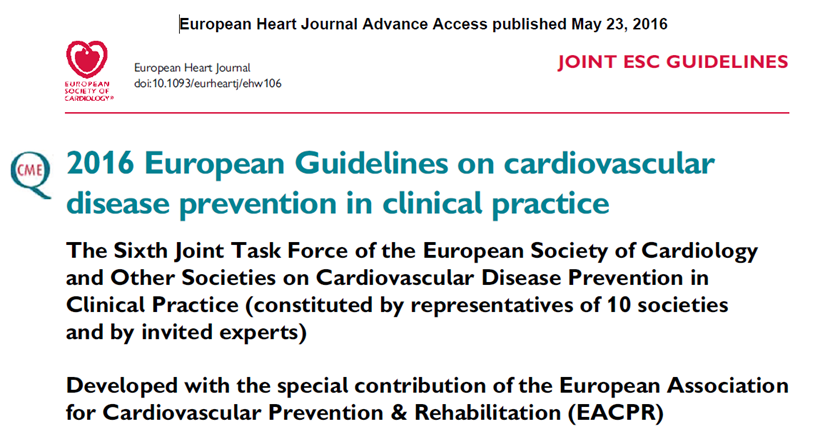 European Heart Journal Advance Access published May 23, 2016
JOINT ESC GUIDELINES
European Heart Journal
doi:10.1093/eurheartj/ehw106
EUROPEAN
SOCIETY OF
CARDIOLOGY®
CME
2016 European Guidelines on cardiovascular
disease prevention in clinical practice
The Sixth Joint Task Force of the European Society of Cardiology
and Other Societies on Cardiovascular Disease Prevention in
Clinical Practice (constituted by representatives of 10 societies
and by invited experts)
Developed with the special contribution of the European Association
for Cardiovascular Prevention & Rehabilitation (EACPR)